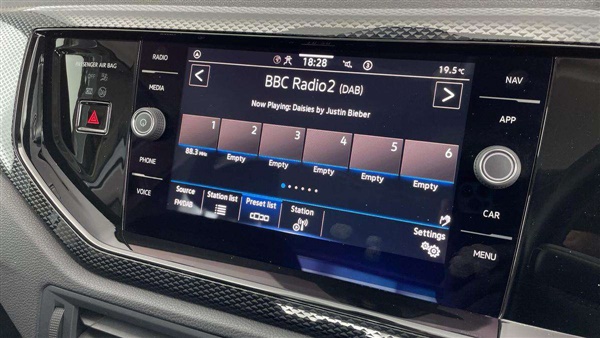 PASSENGER AIR BAG
RADIO
MEDIA
PHONE
VOICE
18:28
3
19.5°C
BBC Radio2 (DAB)
Now Playing: Daisies by Justin Bieber
1
2
3
4
5
6
88.3 MHz
Empty
Empty
Empty
Empty
Empty
Source
FM/DAB
Station list
Preset list
Station
Settings
NAV
APP
CAR
MENU